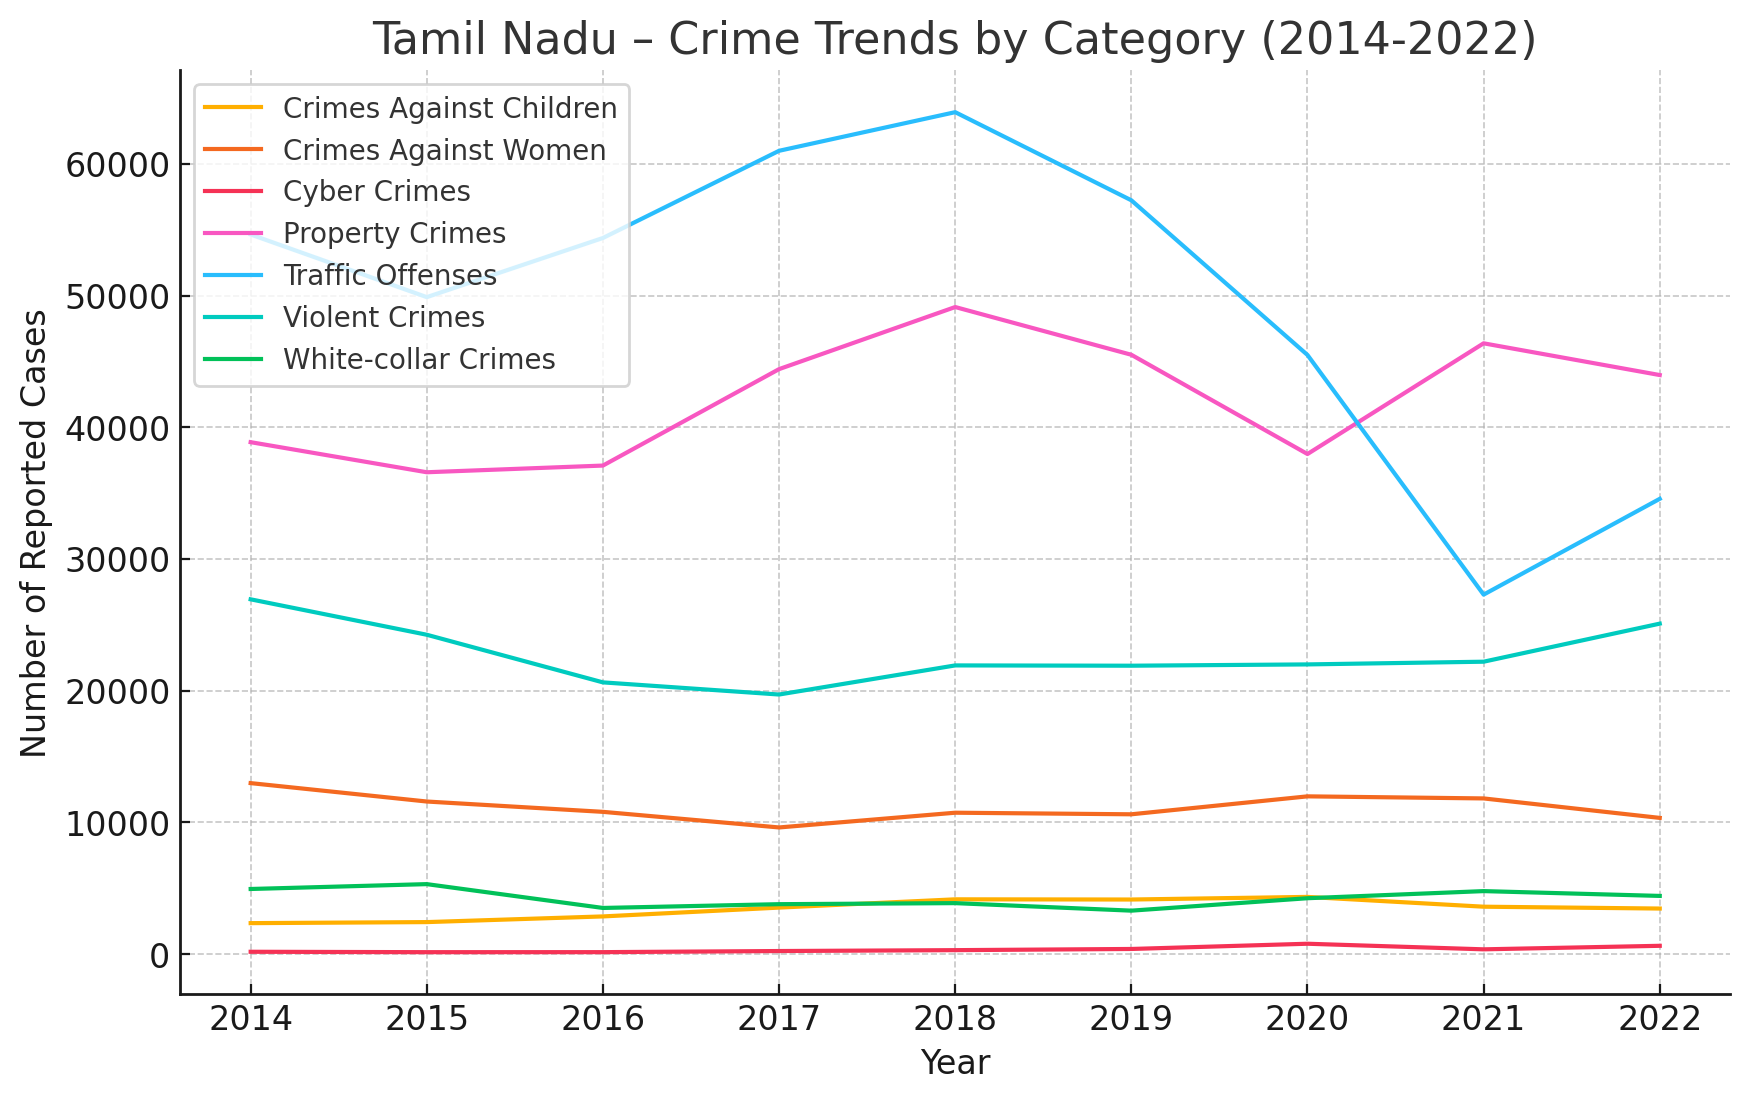 Tamil Nadu – Crime Trends by Category (2014-2022)
Crimes Against Children
Crimes Against Women
Cyber Crimes
Property Crimes
Traffic Offenses
Violent Crimes
White-collar Crimes
Number of Reported Cases
60000
50000
40000
30000
20000
10000
0
2014 2015 2016 2017 2018 2019 2020 2021 2022
Year